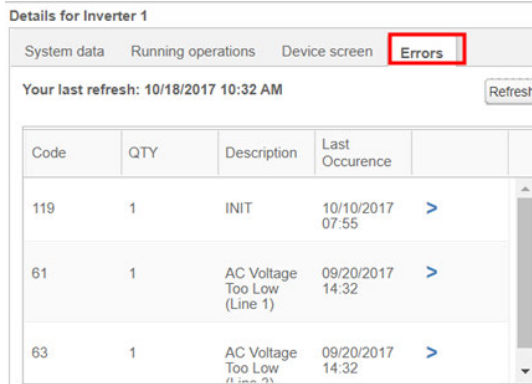 Details for Inverter 1
System data Running operations Device screen Errors
Your last refresh: 10/18/2017 10:32 AM Refresh
Code QTY Description Last
Occurence
119 1 INIT 10/10/2017
07:55
>
61 1 AC Voltage 09/20/2017
Too Low 14:32
(Line 1)
>
63 1 AC Voltage 09/20/2017
Too Low 14:32
>